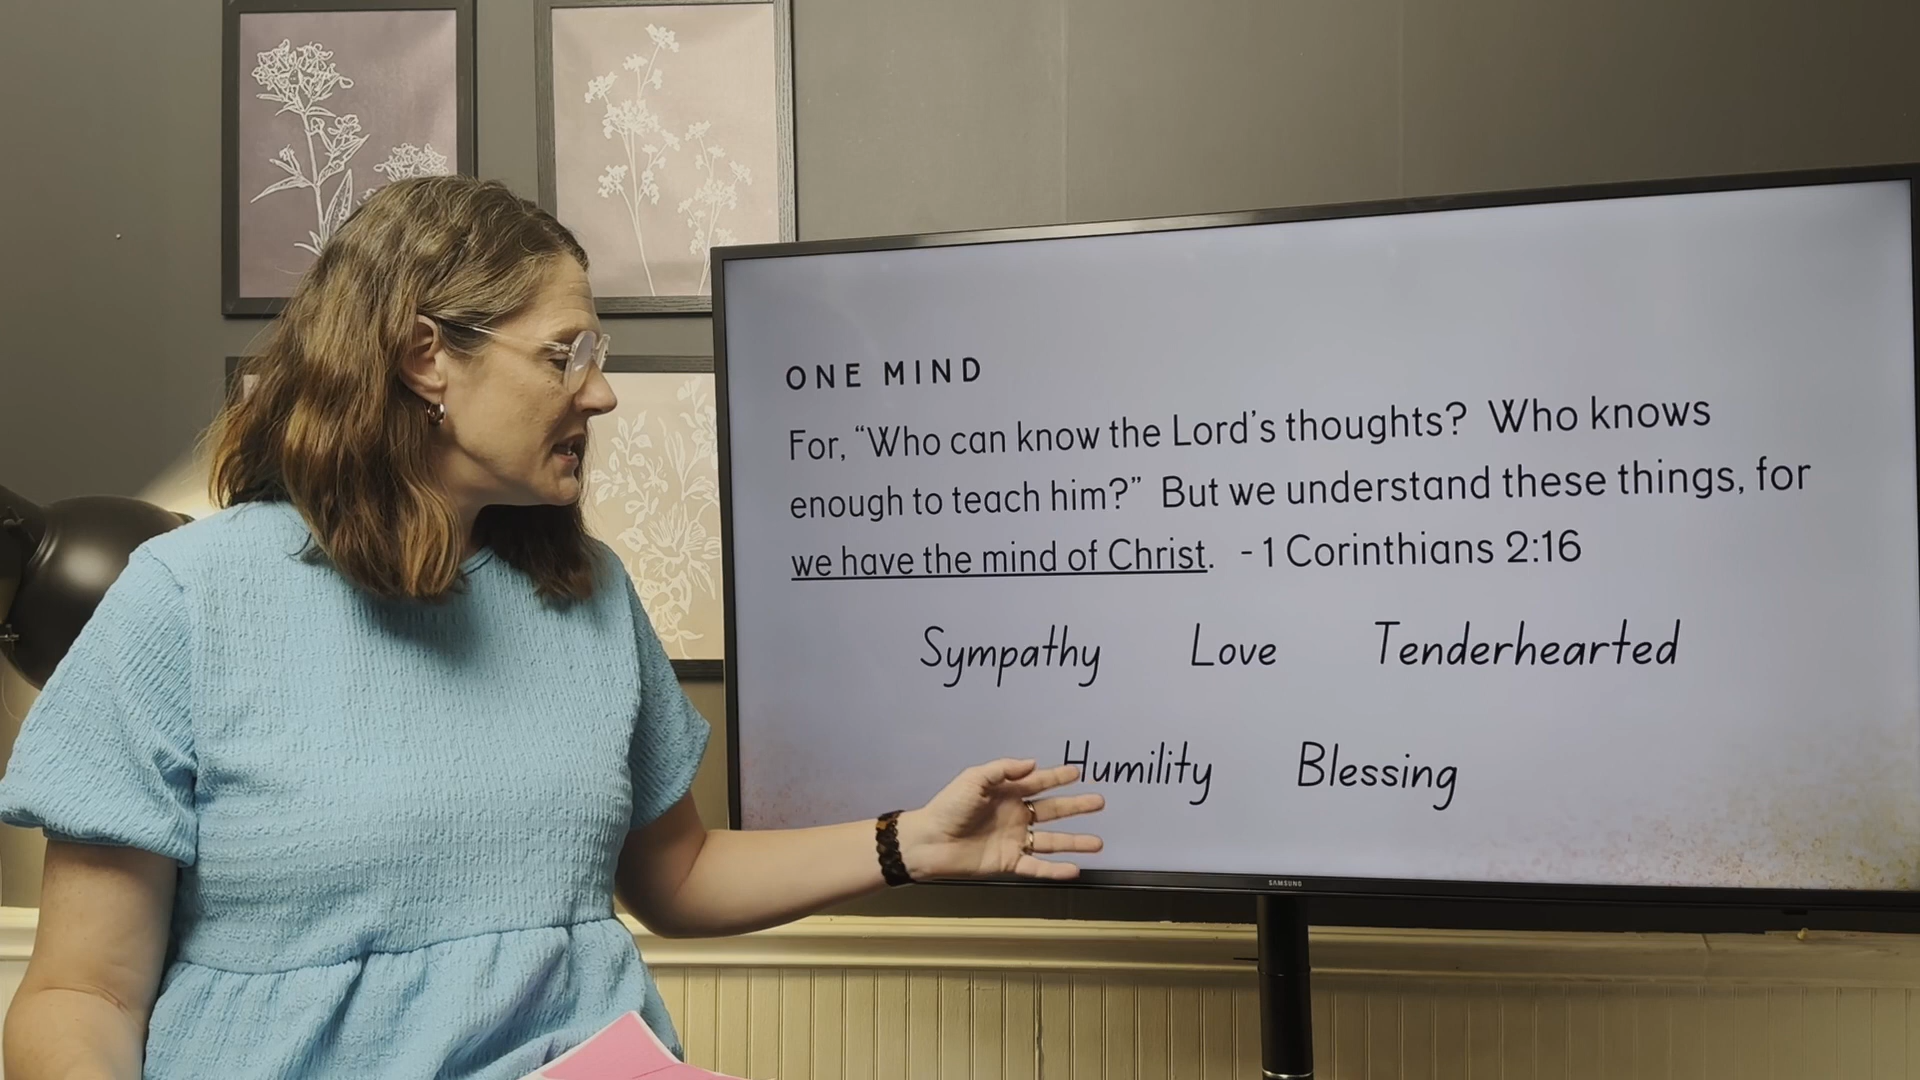 ONE MIND
For, “Who can know the Lord's thoughts? Who knows
enough to teach him?” But we understand these things, for
we have the mind of Christ. - 1 Corinthians 2:16
Sympathy Love Tenderhearted
Humility Blessing
SAMSUNG